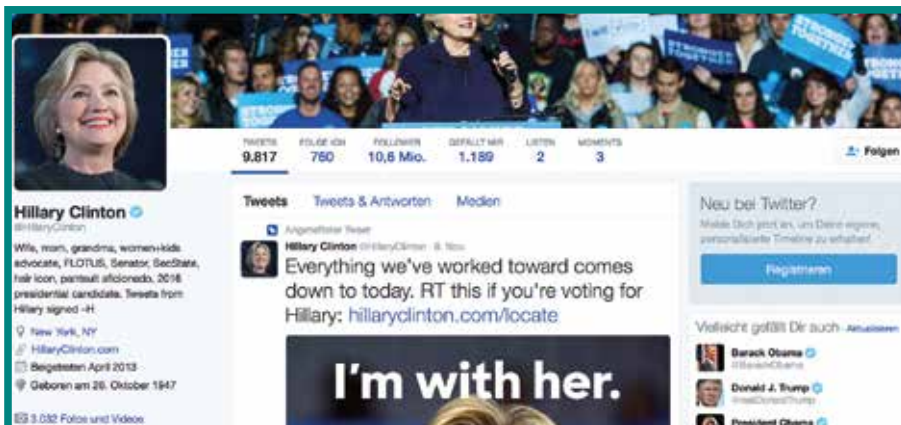 STRONGER TOGETHER
TWEETS
9.817
FOLGE ICH
760
FOLLOWER
10,6 Mio.
GEFÄLLT MIR
1.189
LISTEN
2
MOMENTS
3
Folgen
Hillary Clinton
@HillaryClinton
Wife, mom, grandma, women+kids
advocate, FLOTUS, Senator, SecState,
hair icon, pantsuit aficionado, 2016
presidential candidate. Tweets from
Hillary signed –H
New York, NY
HillaryClinton.com
Beigetreten April 2013
Geboren am 26. Oktober 1947
3.032 Fotos und Videos
Tweets Tweets & Antworten Medien
Angehefteter Tweet
Hillary Clinton @HillaryClinton · 8. Nov.
Everything we've worked toward comes
down to today. RT this if you're voting for
Hillary: hillaryclinton.com/locate
I'm with her.
Neu bei Twitter?
Melde Dich jetzt an, um Deine eigene,
personalisierte Timeline zu erhalten!
Registrieren
Vielleicht gefällt Dir auch · Aktualisieren
Barack Obama
@BarackObama
Donald J. Trump
@realDonaldTrump
President Obama